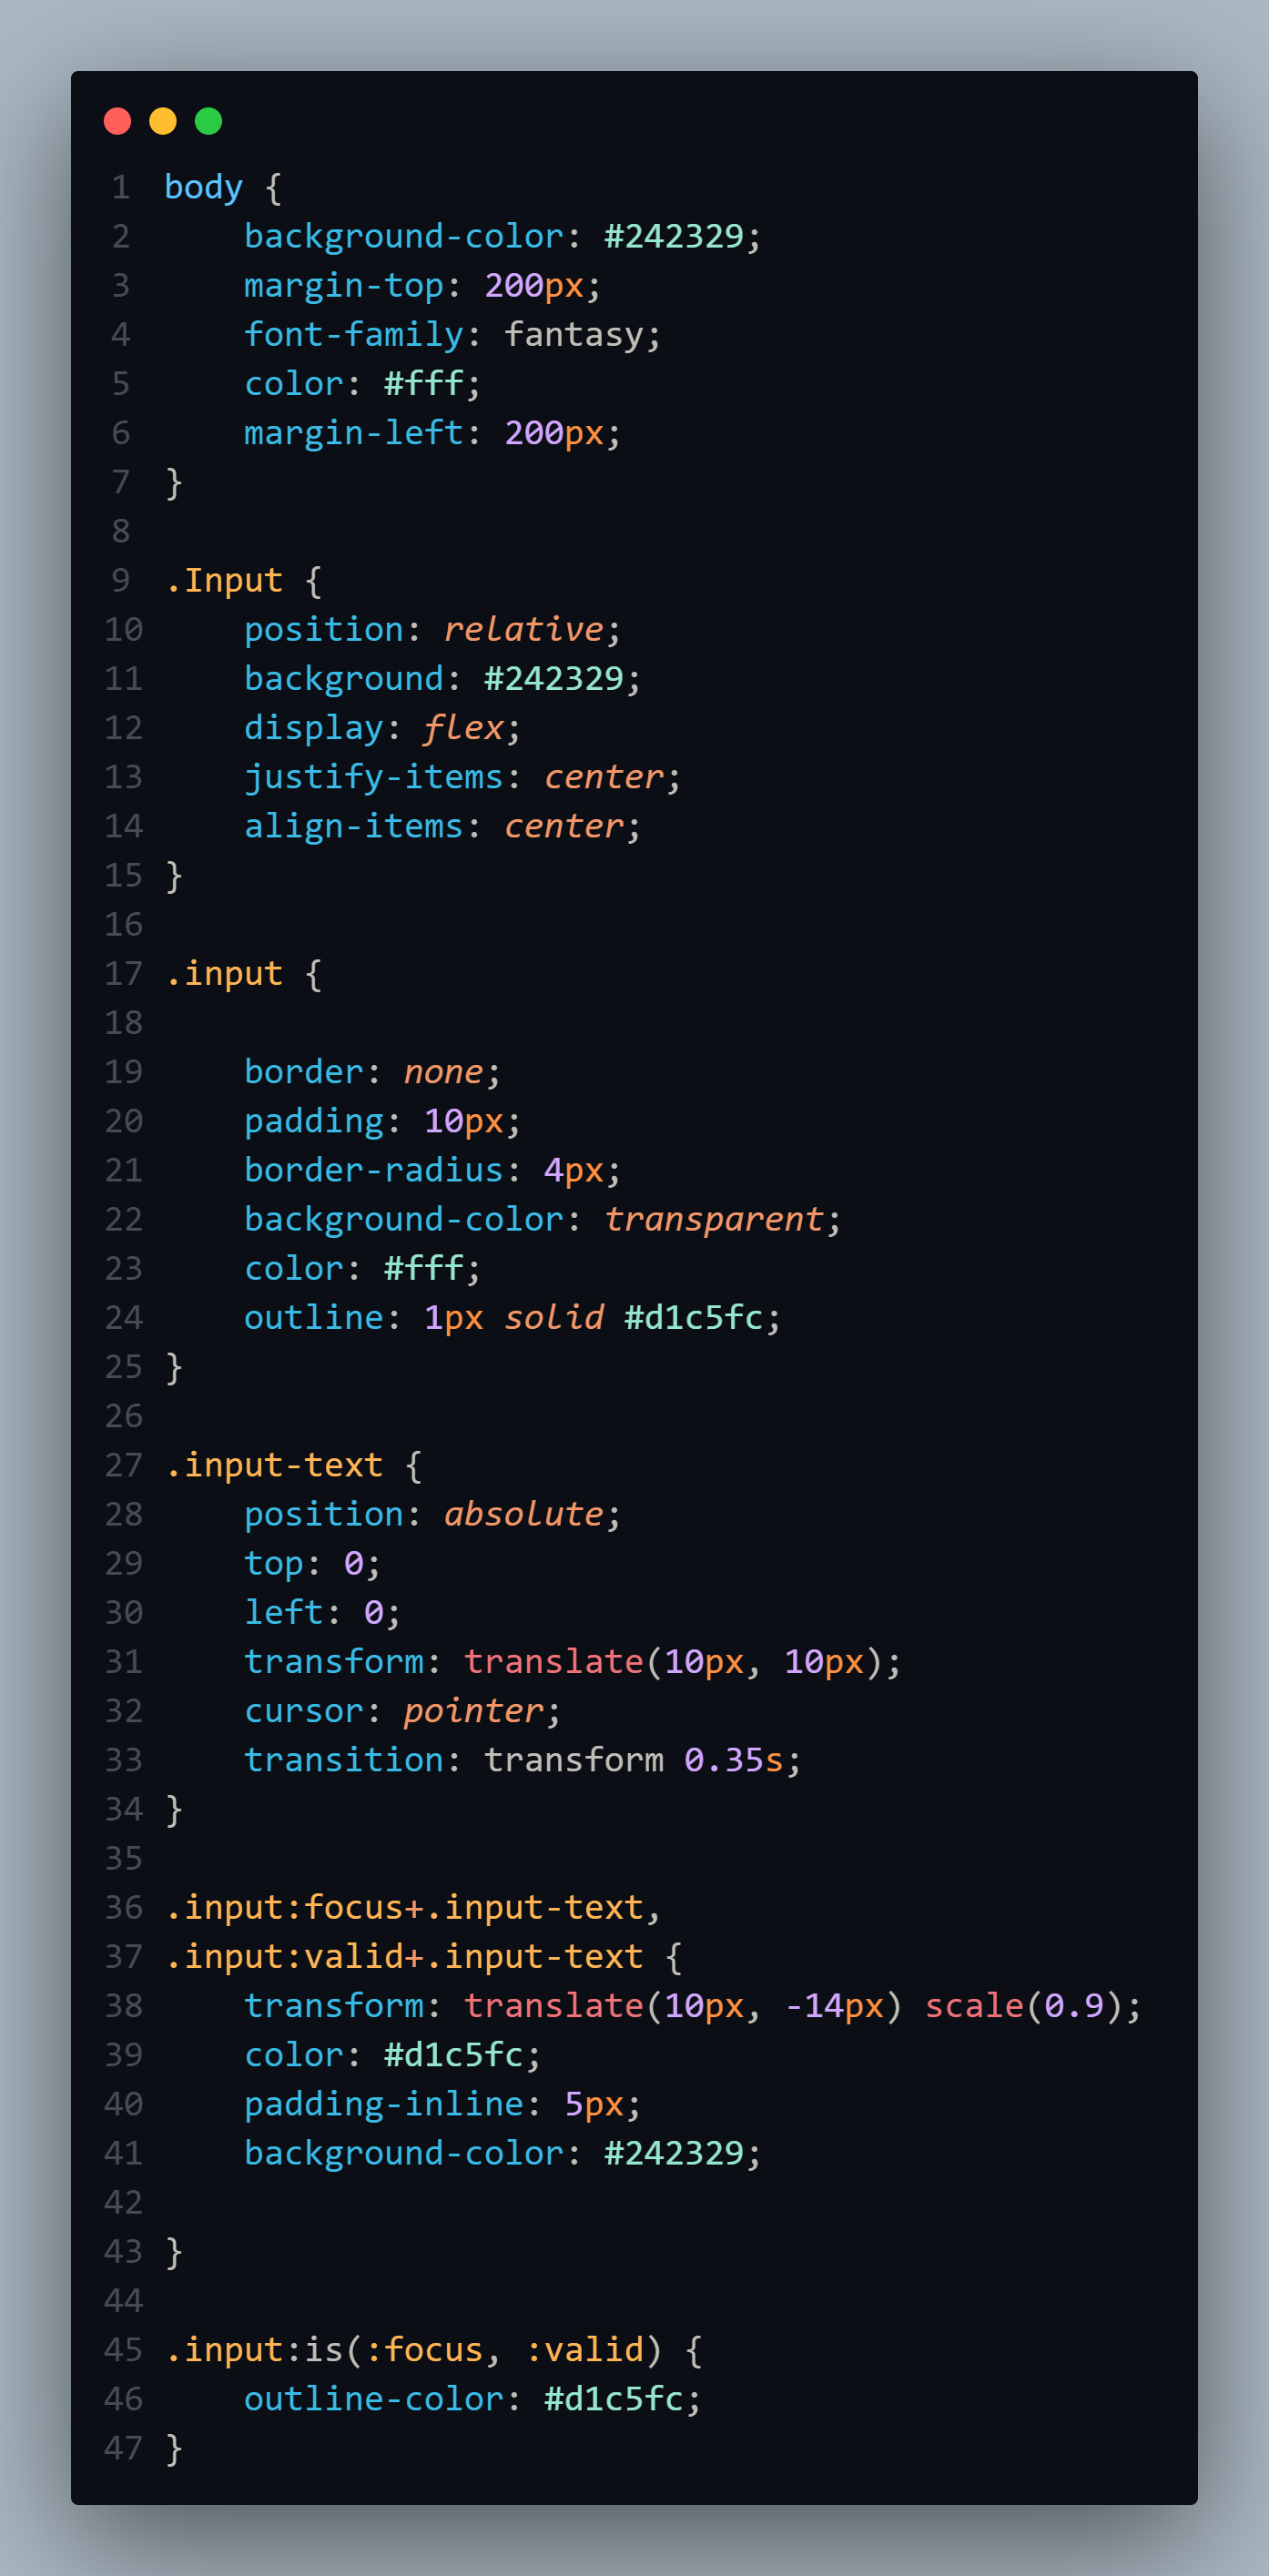 1 body {
2     background-color: #242329;
3     margin-top: 200px;
4     font-family: fantasy;
5     color: #fff;
6     margin-left: 200px;
7 }
8
9 .Input {
10     position: relative;
11     background: #242329;
12     display: flex;
13     justify-items: center;
14     align-items: center;
15 }
16
17 .input {
18
19     border: none;
20     padding: 10px;
21     border-radius: 4px;
22     background-color: transparent;
23     color: #fff;
24     outline: 1px solid #d1c5fc;
25 }
26
27 .input-text {
28     position: absolute;
29     top: 0;
30     left: 0;
31     transform: translate(10px, 10px);
32     cursor: pointer;
33     transition: transform 0.35s;
34 }
35
36 .input:focus+.input-text,
37 .input:valid+.input-text {
38     transform: translate(10px, -14px) scale(0.9);
39     color: #d1c5fc;
40     padding-inline: 5px;
41     background-color: #242329;
42
43 }
44
45 .input:is(:focus, :valid) {
46     outline-color: #d1c5fc;
47 }